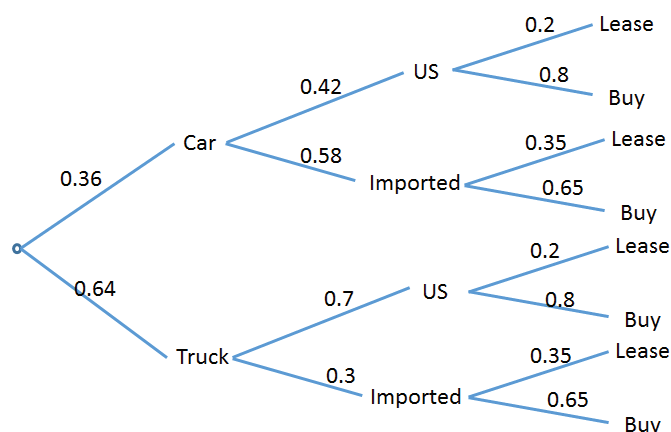 0.2 Lease
US
0.42 0.8
Buy
Car 0.35 Lease
0.58
0.36 Imported 0.65
Buy
0.2 Lease
0.64
0.7 US 0.8
Buy
Truck 0.35 Lease
0.3
Imported 0.65
Buy